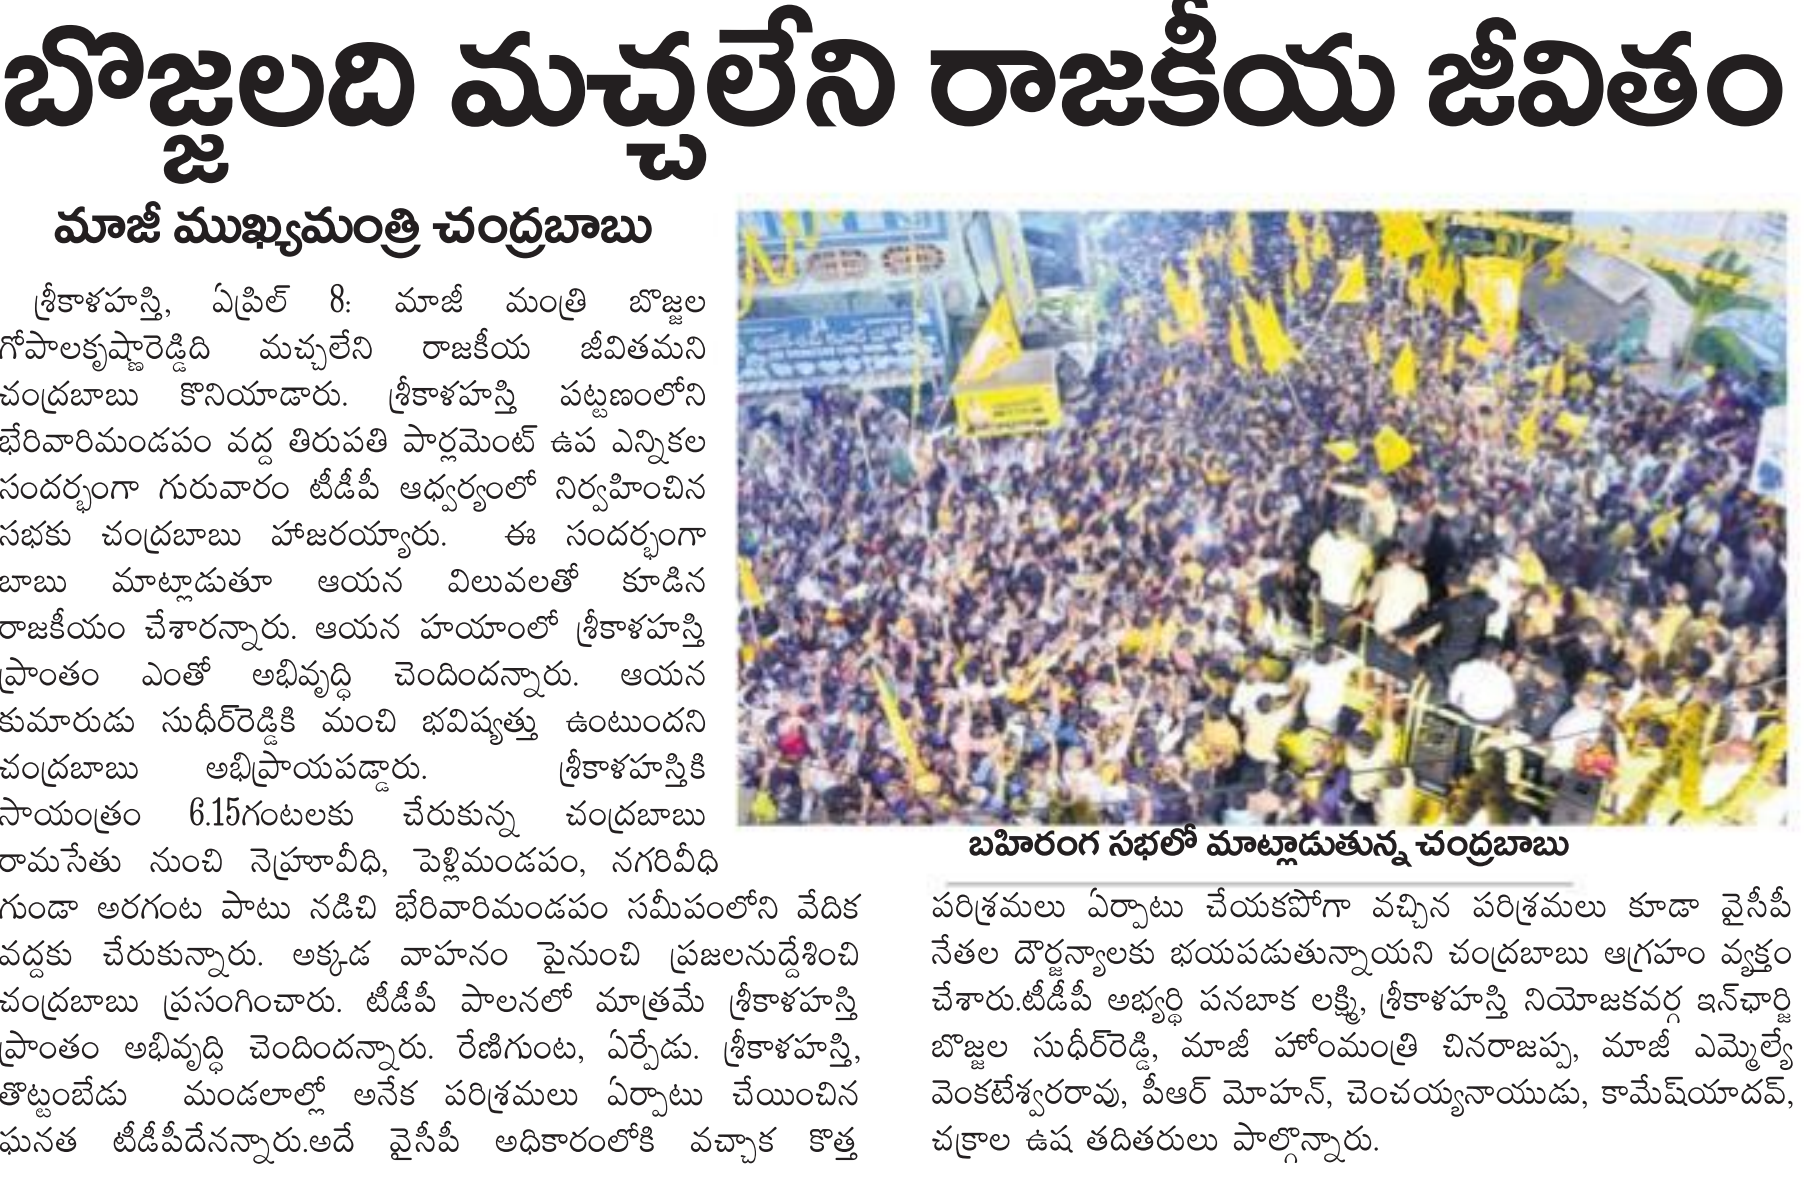 బొజ్జలది మచ్చలేని రాజకీయ జీవితం
మాజీ ముఖ్యమంత్రి చంద్రబాబు
శ్రీకాళహస్తి, ఏప్రిల్ 8: మాజీ మంత్రి బొజ్జల
గోపాలకృష్ణారెడ్డిది మచ్చలేని రాజకీయ జీవితమని
చంద్రబాబు కొనియాడారు. శ్రీకాళహస్తి పట్టణంలోని
భేరివారిమండపం వద్ద తిరుపతి పార్లమెంట్ ఉప ఎన్నికల
సందర్భంగా గురువారం టీడీపీ ఆధ్వర్యంలో నిర్వహించిన
సభకు చంద్రబాబు హాజరయ్యారు. ఈ సందర్భంగా
బాబు మాట్లాడుతూ ఆయన విలువలతో కూడిన
రాజకీయం చేశారన్నారు. ఆయన హయాంలో శ్రీకాళహస్తి
ప్రాంతం ఎంతో అభివృద్ధి చెందిందన్నారు. ఆయన
కుమారుడు సుధీర్‌రెడ్డికి మంచి భవిష్యత్తు ఉంటుందని
చంద్రబాబు అభిప్రాయపడ్డారు. శ్రీకాళహస్తికి
సాయంత్రం 6.15గంటలకు చేరుకున్న చంద్రబాబు
రామసేతు నుంచి నెహ్రూవీధి, పెళ్లిమండపం, నగరివీధి
గుండా అరగంట పాటు నడిచి భేరివారిమండపం సమీపంలోని వేదిక
వద్దకు చేరుకున్నారు. అక్కడ వాహనం పైనుంచి ప్రజలనుద్దేశించి
చంద్రబాబు ప్రసంగించారు. టీడీపీ పాలనలో మాత్రమే శ్రీకాళహస్తి
ప్రాంతం అభివృద్ధి చెందిందన్నారు. రేణిగుంట, ఏర్పేడు. శ్రీకాళహస్తి,
తొట్టంబేడు మండలాల్లో అనేక పరిశ్రమలు ఏర్పాటు చేయించిన
ఘనత టీడీపీదేనన్నారు.అదే వైసీపీ అధికారంలోకి వచ్చాక కొత్త
బహిరంగ సభలో మాట్లాడుతున్న చంద్రబాబు
పరిశ్రమలు ఏర్పాటు చేయకపోగా వచ్చిన పరిశ్రమలు కూడా వైసీపీ
నేతల దౌర్జన్యాలకు భయపడుతున్నాయని చంద్రబాబు ఆగ్రహం వ్యక్తం
చేశారు.టీడీపీ అభ్యర్థి పనబాక లక్ష్మి, శ్రీకాళహస్తి నియోజకవర్గ ఇన్‌ఛార్జి
బొజ్జల సుధీర్‌రెడ్డి, మాజీ హోంమంత్రి చినరాజప్ప, మాజీ ఎమ్మెల్యే
వెంకటేశ్వరరావు, పీఆర్ మోహన్, చెంచయ్యనాయుడు, కామేష్‌యాదవ్,
చక్రాల ఉష తదితరులు పాల్గొన్నారు.